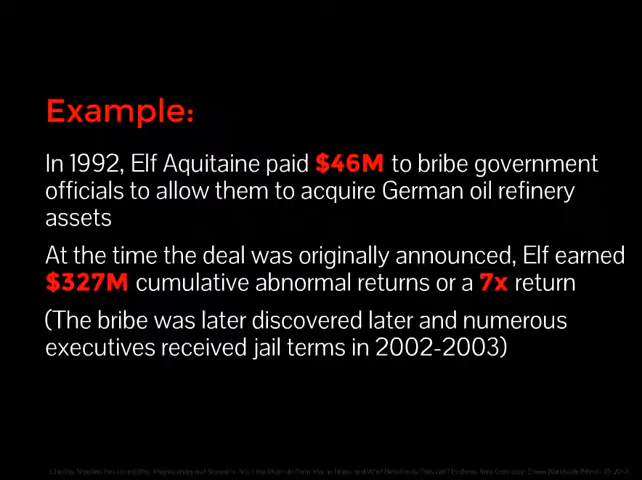 Example:
In 1992, Elf Aquitaine paid $46M to bribe government
officials to allow them to acquire German oil refinery
assets
At the time the deal was originally announced, Elf earned
$327M cumulative abnormal returns or a 7x return
(The bribe was later discovered later and numerous
executives received jail terms in 2002-2003)